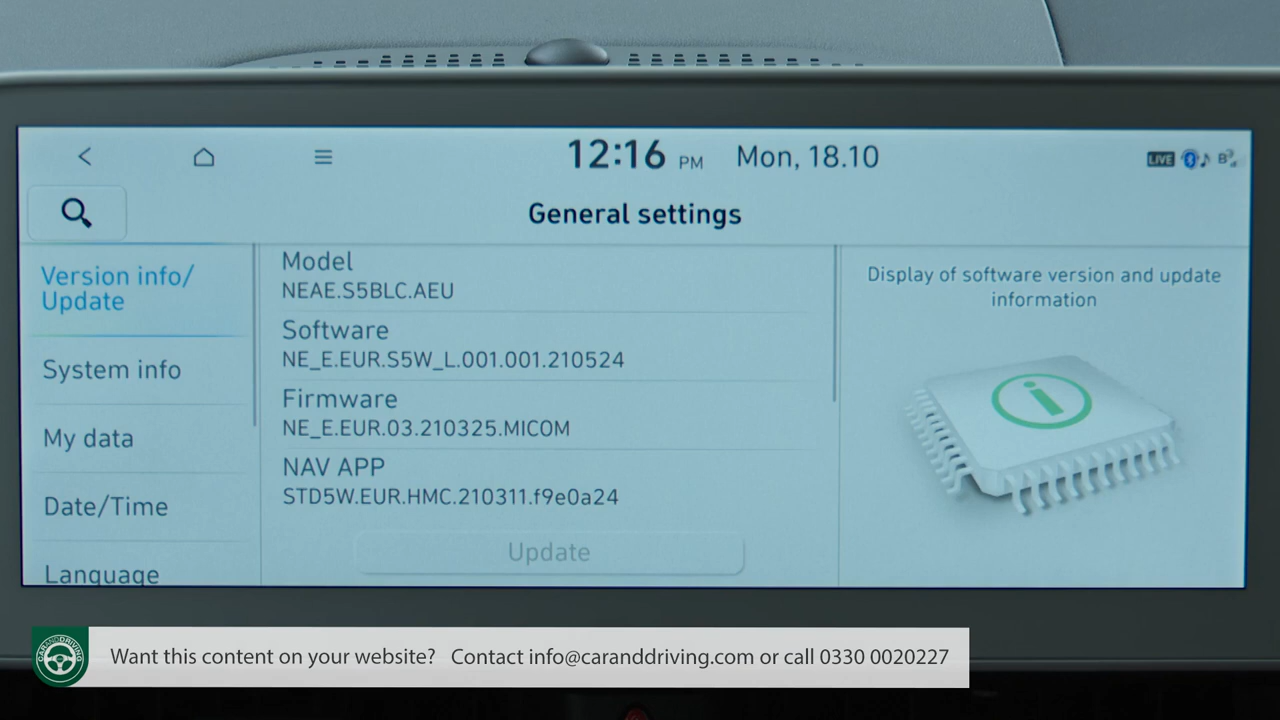 12:16 PM Mon, 18.10
LIVE
General settings
Version info/
Update
System info
My data
Date/Time
Language
Model
NEAE.S5BLC.AEU
Software
NE_E.EUR.S5W_L.001.001.210524
Firmware
NE_E.EUR.03.210325.MICOM
NAV APP
STD5W.EUR.HMC.210311.f9e0a24
Update
Display of software version and update
information
CARANDDRIVING
Want this content on your website? Contact info@caranddriving.com or call 0330 0020227